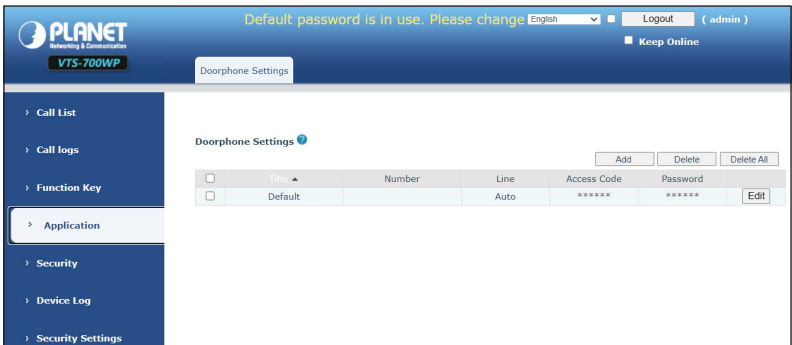 Default password is in use. Please change English Logout ( admin )
PLANET
Networking & Communication
VTS-700WP
Keep Online
Doorphone Settings
Call List
Call logs
Function Key
Application
Security
Device Log
Security Settings
Doorphone Settings
Add Delete Delete All
Title Number Line Access Code Password
Default Auto ****** ****** Edit